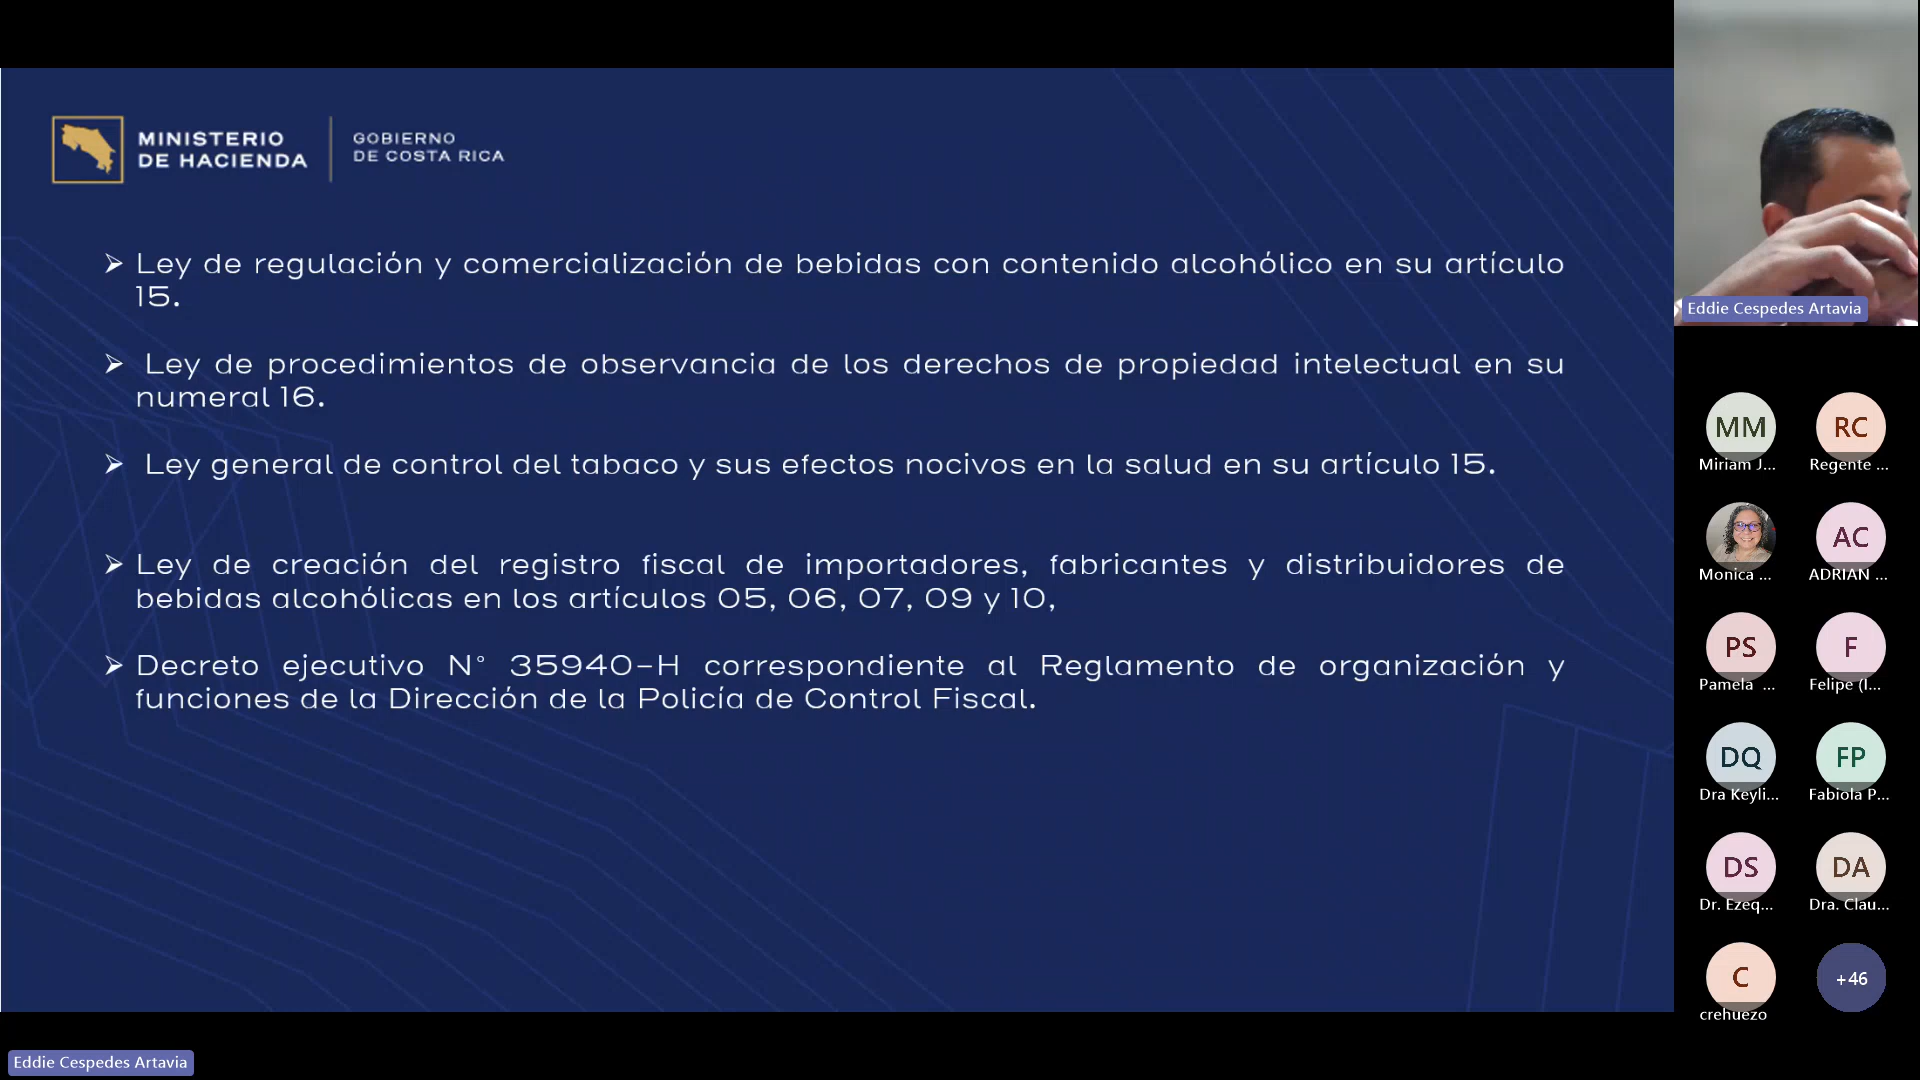 MINISTERIO
DE HACIENDA
GOBIERNO
DE COSTA RICA
➢ Ley de regulación y comercialización de bebidas con contenido alcohólico en su artículo
15.
➢ Ley de procedimientos de observancia de los derechos de propiedad intelectual en su
numeral 16.
➢ Ley general de control del tabaco y sus efectos nocivos en la salud en su artículo 15.
➢ Ley de creación del registro fiscal de importadores, fabricantes y distribuidores de
bebidas alcohólicas en los artículos 05, 06, 07, 09 y 10,
➢ Decreto ejecutivo N° 35940-H correspondiente al Reglamento de organización y
funciones de la Dirección de la Policía de Control Fiscal.
Eddie Cespedes Artavia
MM
RC
Miriam J...
Regente ...
AC
Monica ...
ADRIAN ...
PS
F
Pamela ...
Felipe (I...
DQ
FP
Dra Keyli...
Fabiola P...
DS
DA
Dr. Ezeq...
Dra. Clau...
C
+46
crehuezo
Eddie Cespedes Artavia